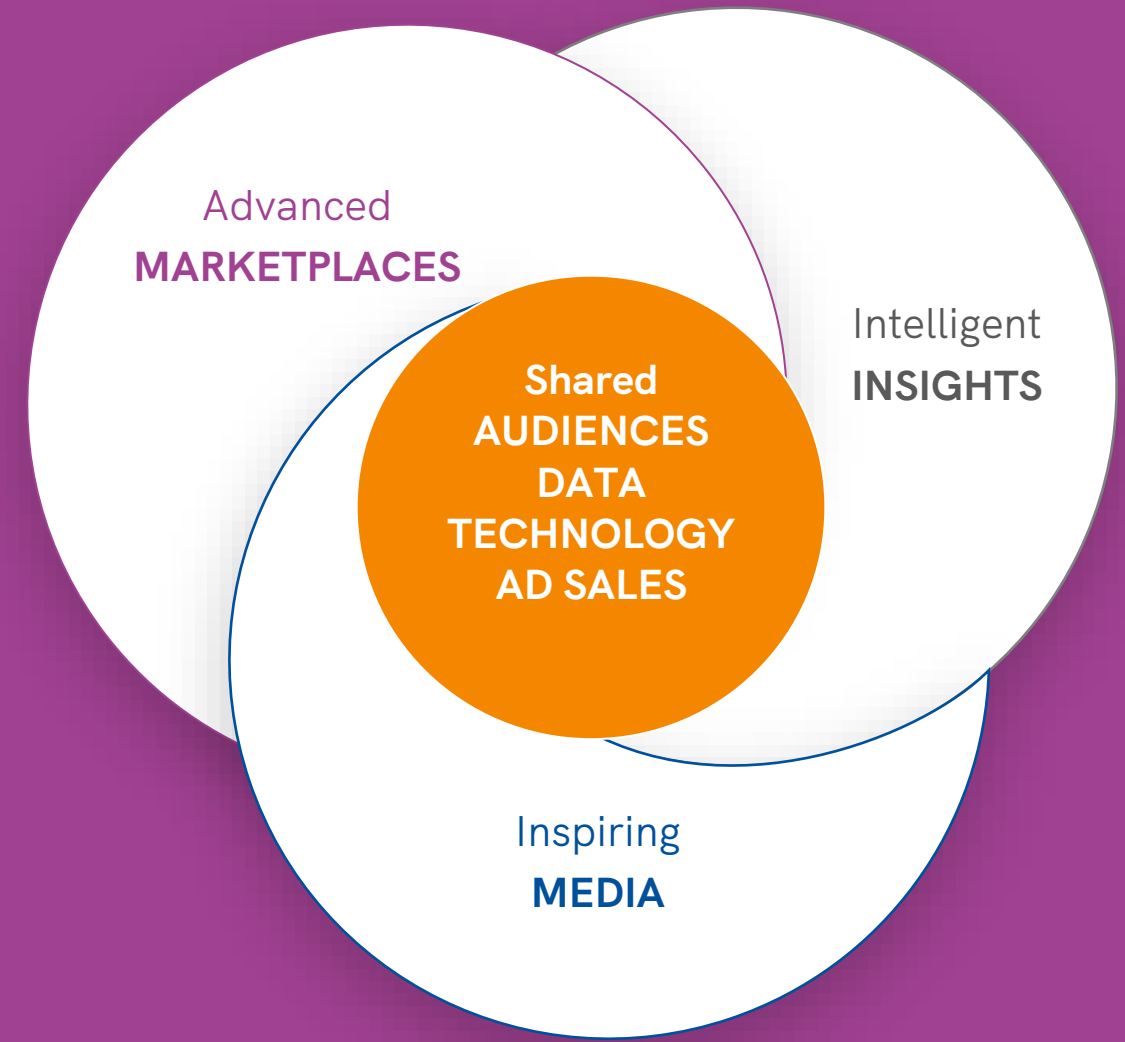 Advanced
MARKETPLACES
Intelligent
INSIGHTS
Shared
AUDIENCES
DATA
TECHNOLOGY
AD SALES
Inspiring
MEDIA